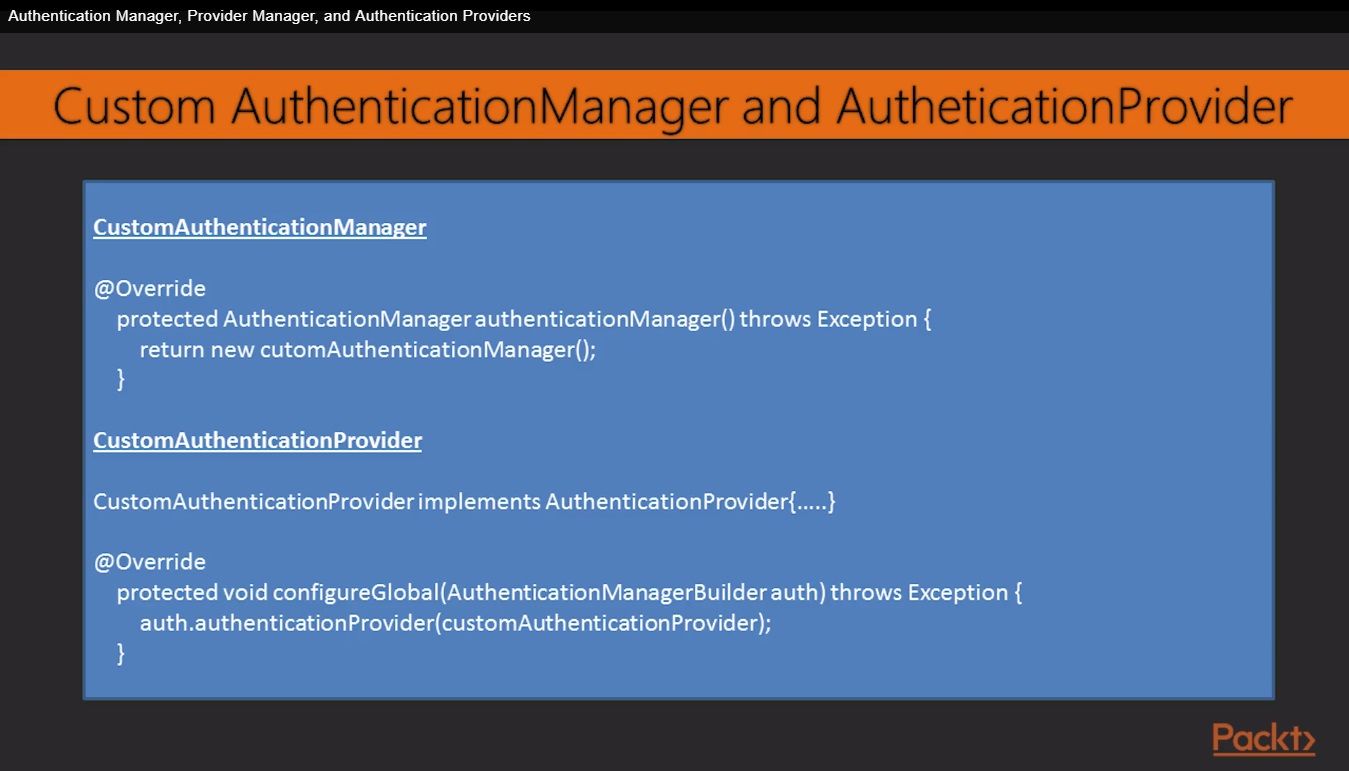 Authentication Manager, Provider Manager, and Authentication Providers
Custom AuthenticationManager and AutheticationProvider
CustomAuthenticationManager
@Override
protected AuthenticationManager authenticationManager() throws Exception {
return new cutomAuthenticationManager();
}
CustomAuthenticationProvider
CustomAuthenticationProvider implements AuthenticationProvider{.....}
@Override
protected void configureGlobal(AuthenticationManagerBuilder auth) throws Exception {
auth.authenticationProvider(customAuthenticationProvider);
}
Packt>